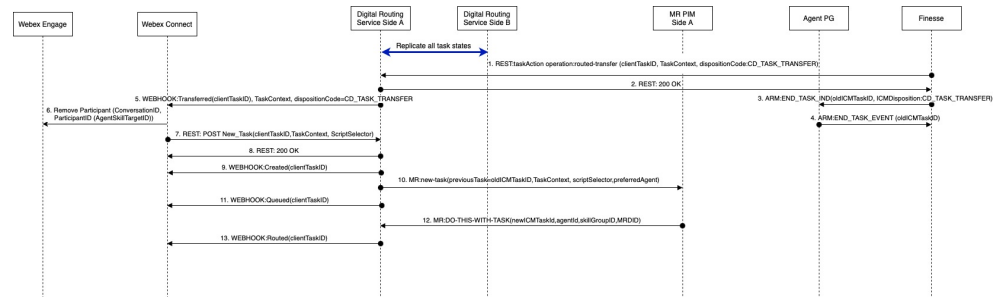 Webex Engage
Webex Connect
Digital Routing
Service Side A
Digital Routing
Service Side B
MR PIM
Side A
Agent PG
Finesse
Replicate all task states
1. REST:taskAction operation:routed-transfer (clientTaskID, TaskContext, dispositionCode:CD_TASK_TRANSFER)
2. REST: 200 OK
3. ARM:END_TASK_IND(oldICMTaskID, ICMDisposition:CD_TASK_TRANSFER)
4. ARM:END_TASK_EVENT (oldICMTaskID)
5. WEBHOOK:Transferred(clientTaskID), TaskContext, dispositionCode=CD_TASK_TRANSFER
6. Remove Participant (ConversationID,
ParticipantID (AgentSkillTargetID))
7. REST: POST New_Task(clientTaskID,TaskContext, ScriptSelector)
8. REST: 200 OK
9. WEBHOOK:Created(clientTaskID)
10. MR:new-task(previousTask=oldICMTaskID,TaskContext, scriptSelector,preferredAgent)
11. WEBHOOK:Queued(clientTaskID)
12. MR:DO-THIS-WITH-TASK(newICMTaskId,agentId,skillGroupID,MRDID)
13. WEBHOOK:Routed(clientTaskID)